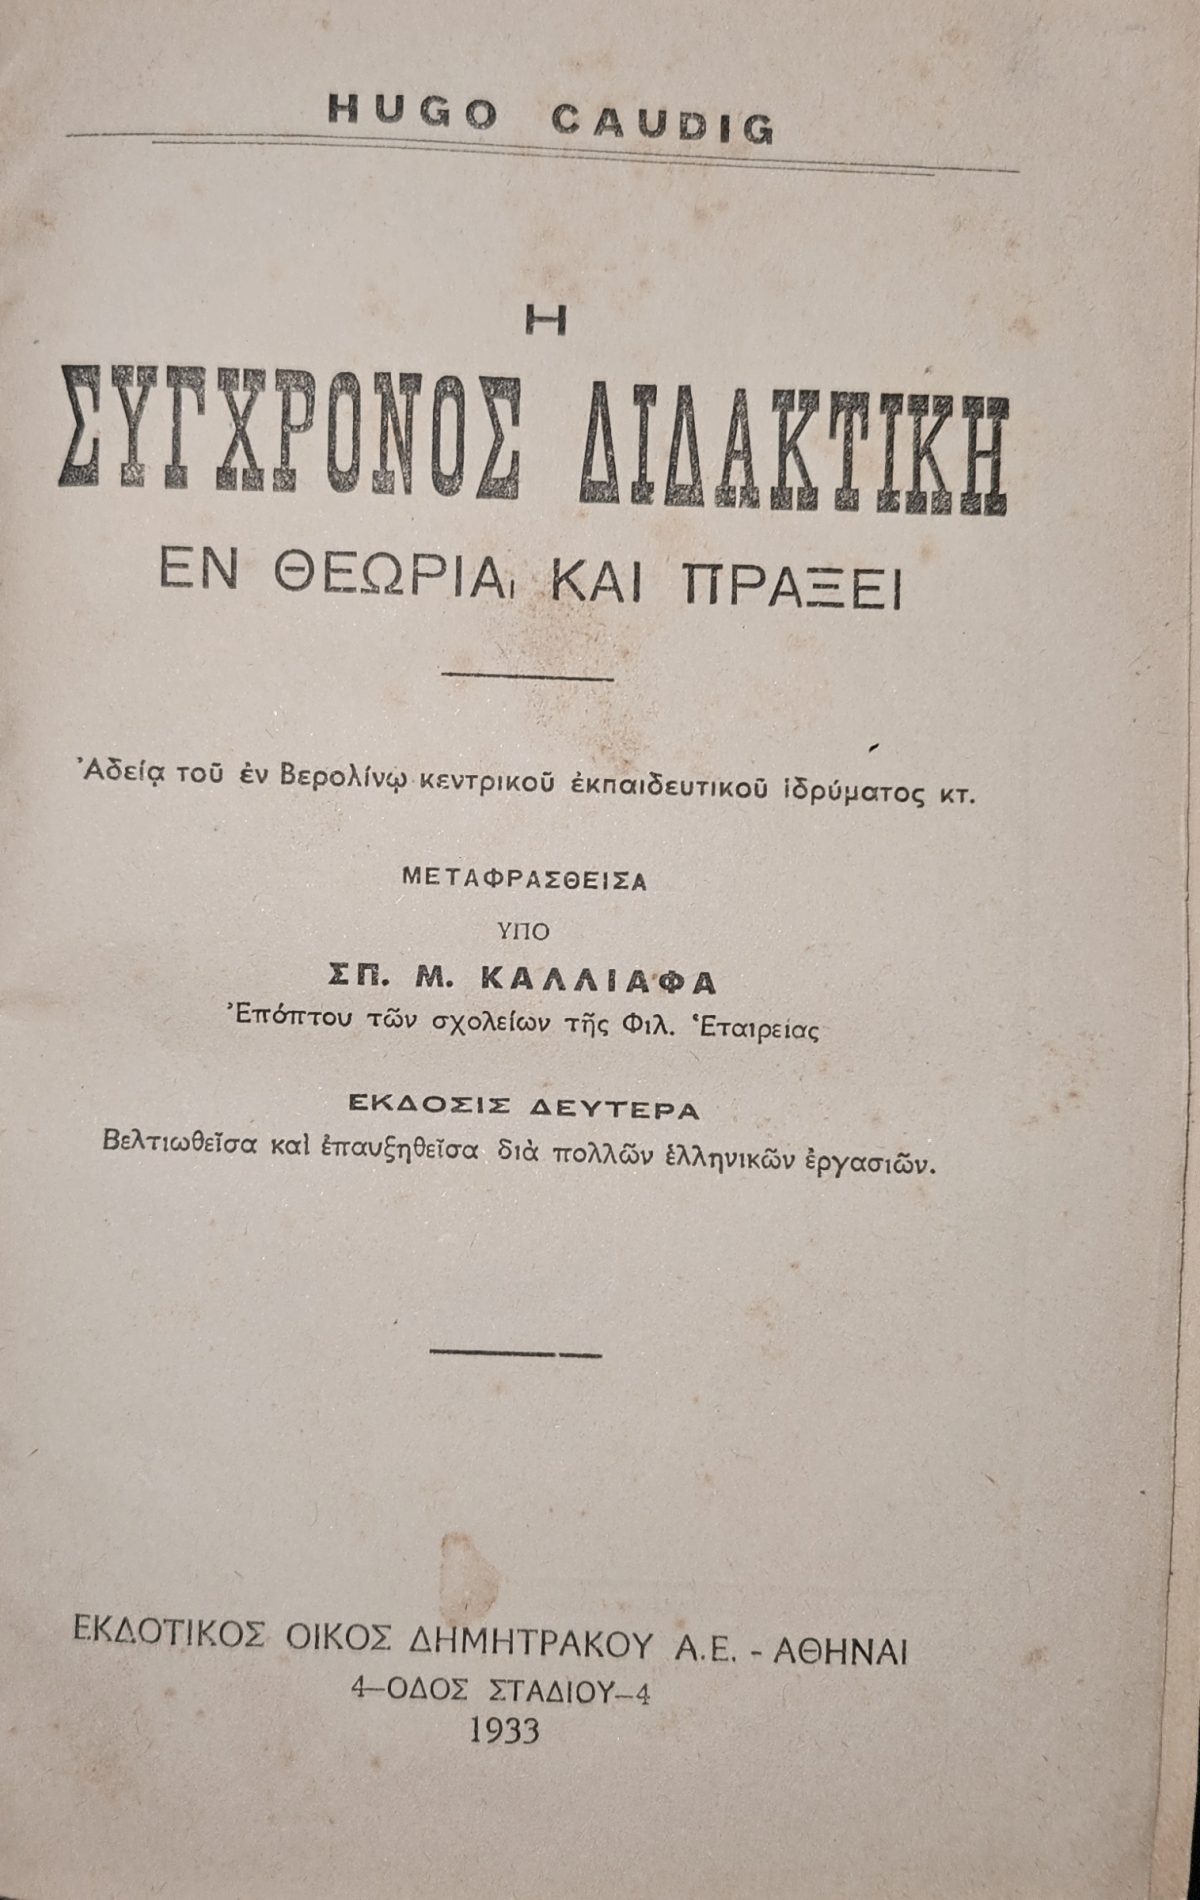 HUGO CAUDIG
Η
ΣΥΓΧΡΟΝΟΣ ΔΙΔΑΚΤΙΚΗ
ΕΝ ΘΕΩΡΙΑι ΚΑΙ ΠΡΑΞΕΙ
Ἀδείᾳ τοῦ ἐν Βερολίνῳ κεντρικοῦ ἐκπαιδευτικοῦ ἱδρύματος κτ.
ΜΕΤΑΦΡΑΣΘΕΙΣΑ
ΥΠΟ
ΣΠ. Μ. ΚΑΛΛΙΑΦΑ
Ἐπόπτου τῶν σχολείων τῆς Φιλ. Ἑταιρείας
ΕΚΔΟΣΙΣ ΔΕΥΤΕΡΑ
Βελτιωθεῖσα καὶ ἐπαυξηθεῖσα διὰ πολλῶν ἑλληνικῶν ἐργασιῶν.
ΕΚΔΟΤΙΚΟΣ ΟΙΚΟΣ ΔΗΜΗΤΡΑΚΟΥ Α.Ε. - ΑΘΗΝΑΙ
4—ΟΔΟΣ ΣΤΑΔΙΟΥ—4
1933